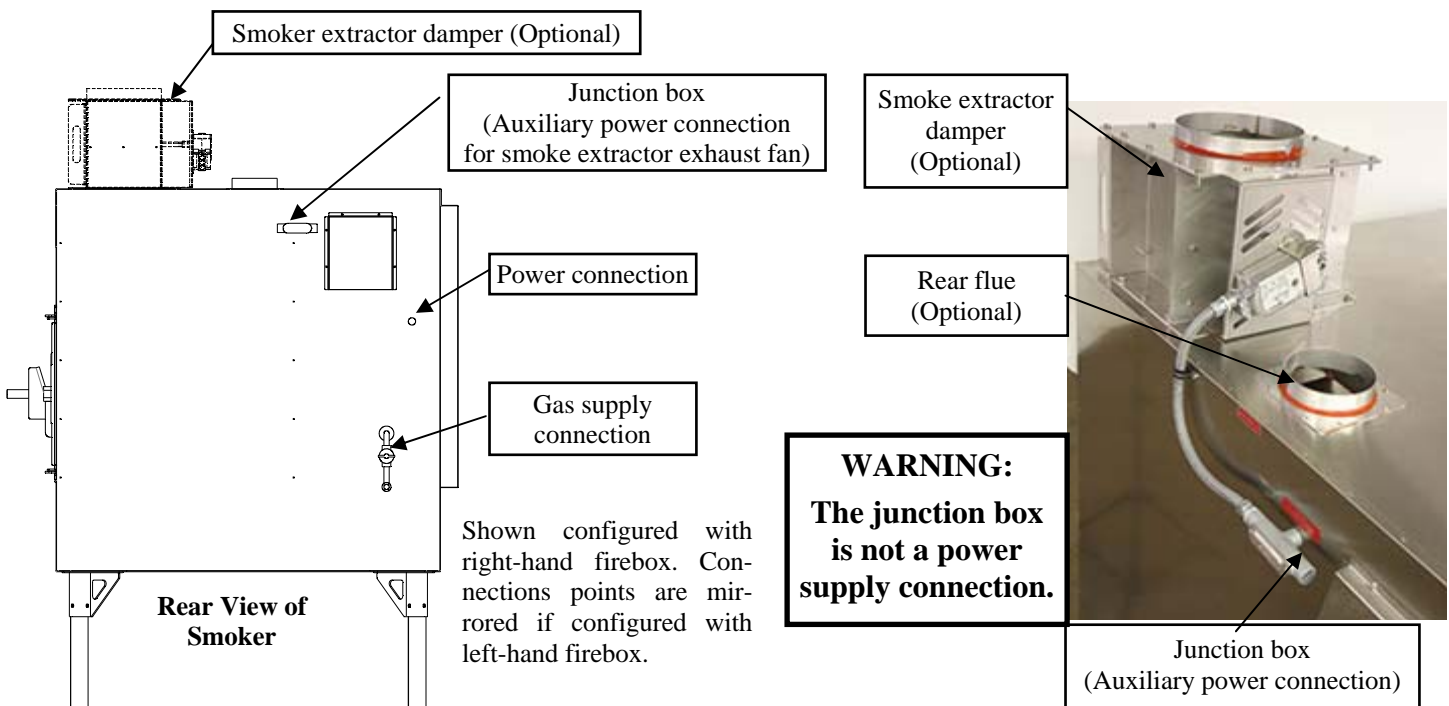 Smoker extractor damper (Optional)
Junction box
(Auxiliary power connection
for smoke extractor exhaust fan)
Power connection
Gas supply
connection
Shown configured with
right-hand firebox. Con-
nections points are mir-
rored if configured with
left-hand firebox.
Rear View of
Smoker
Smoke extractor
damper
(Optional)
Rear flue
(Optional)
WARNING:
The junction box
is not a power
supply connection.
Junction box
(Auxiliary power connection)